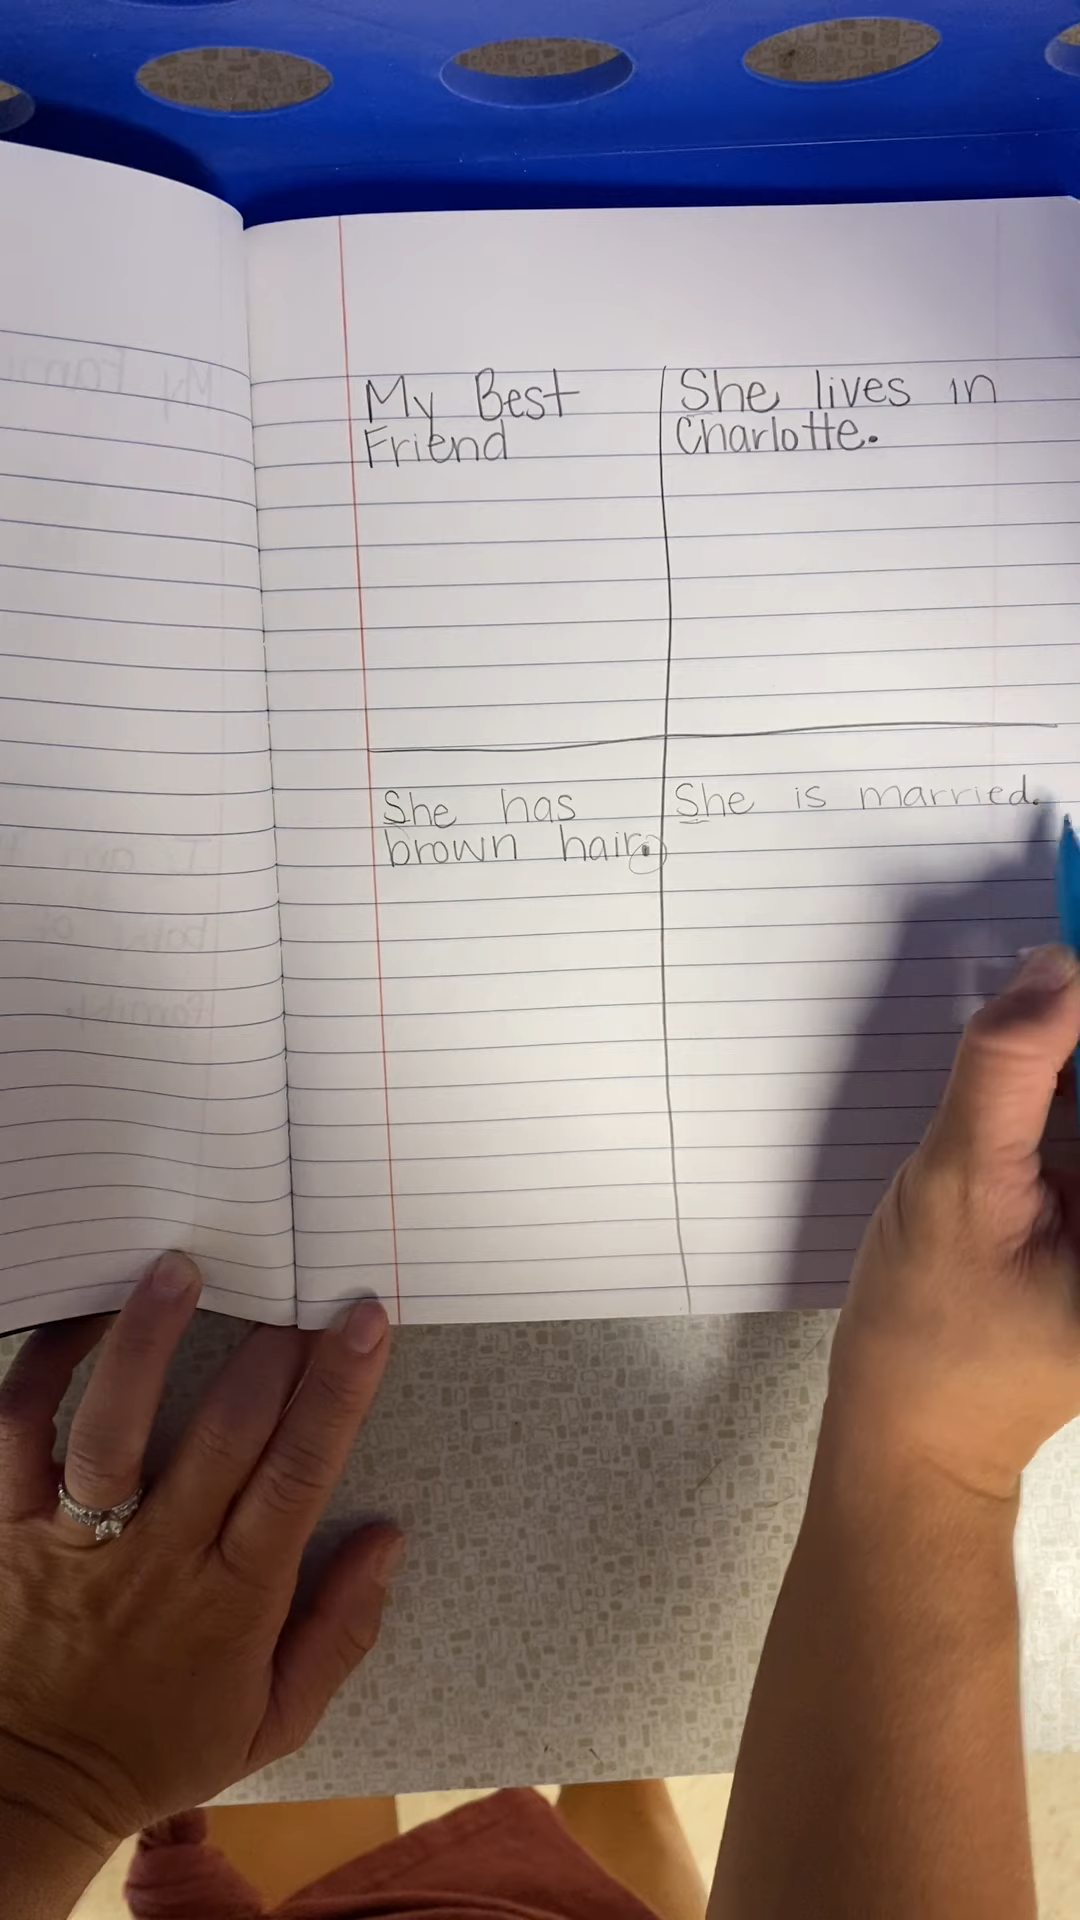 My Best
Friend
She lives in
Charlotte.
She has
brown hair.
She is married.